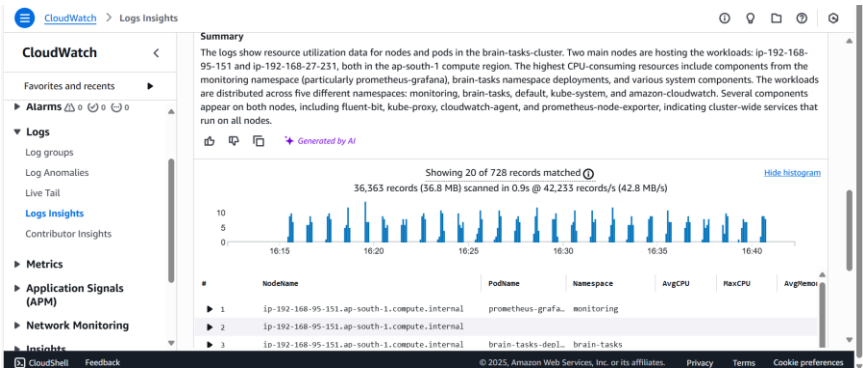 CloudWatch > Logs Insights
CloudWatch
Favorites and recents
Alarms 0 0 0
Logs
Log groups
Log Anomalies
Live Tail
Logs Insights
Contributor Insights
Metrics
Application Signals
(APM)
Network Monitoring
Insights
Summary
The logs show resource utilization data for nodes and pods in the brain-tasks-cluster. Two main nodes are hosting the workloads: ip-192-168-
95-151 and ip-192-168-27-231, both in the ap-south-1 compute region. The highest CPU-consuming resources include components from the
monitoring namespace (particularly prometheus-grafana), brain-tasks namespace deployments, and various system components. The workloads
are distributed across five different namespaces: monitoring, brain-tasks, default, kube-system, and amazon-cloudwatch. Several components
appear on both nodes, including fluent-bit, kube-proxy, cloudwatch-agent, and prometheus-node-exporter, indicating cluster-wide services that
run on all nodes.
Generated by AI
Showing 20 of 728 records matched
Hide histogram
36,363 records (36.8 MB) scanned in 0.9s @ 42,233 records/s (42.8 MB/s)
10
5
0
16:15 16:20 16:25 16:30 16:35 16:40
# NodeName PodName Namespace AvgCPU MaxCPU AvgMemo
1 ip-192-168-95-151.ap-south-1.compute.internal prometheus-grafa… monitoring
2 ip-192-168-95-151.ap-south-1.compute.internal
3 ip-192-168-95-151.ap-south-1.compute.internal brain-tasks-depl… brain-tasks
CloudShell Feedback © 2025, Amazon Web Services, Inc. or its affiliates. Privacy Terms Cookie preferences